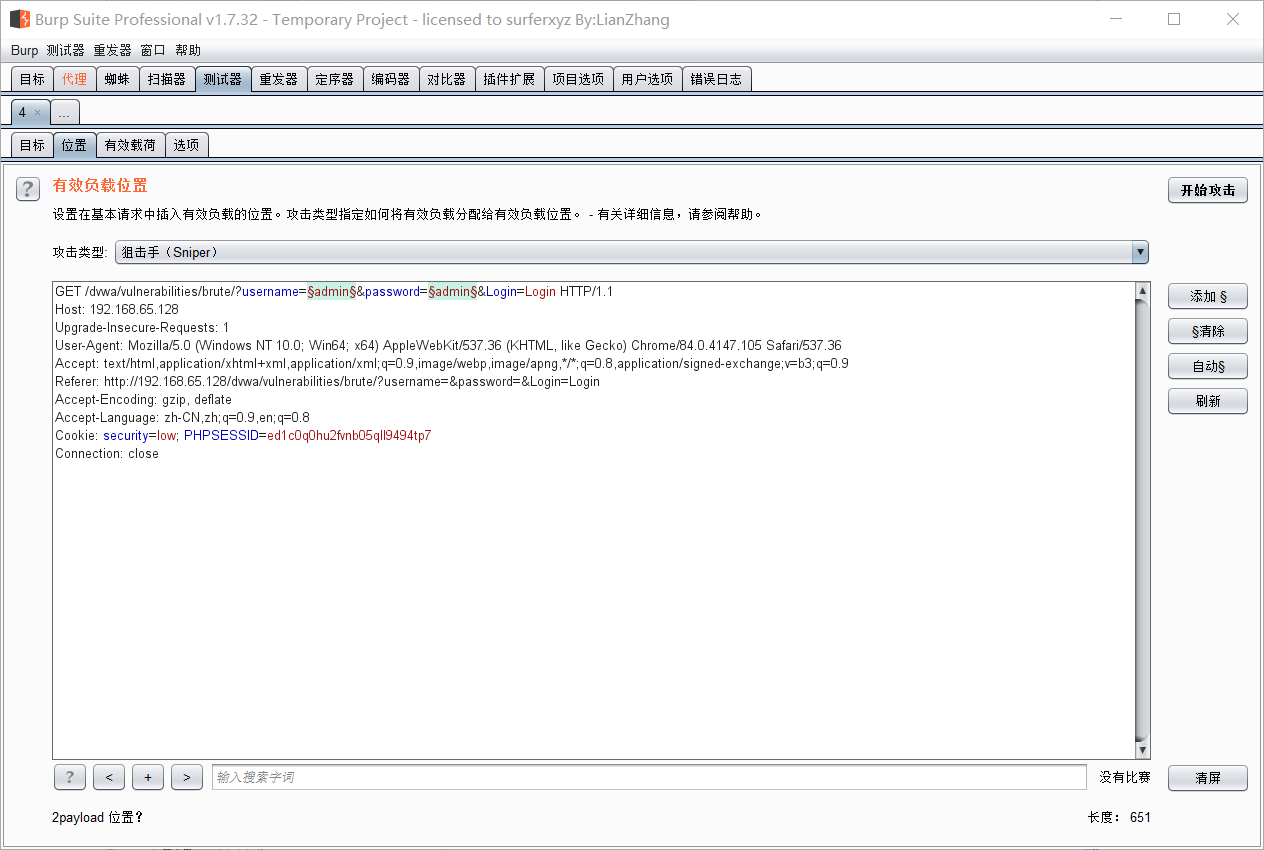 Burp Suite Professional v1.7.32 - Temporary Project - licensed to surferxyz By:LianZhang
Burp 测试器 重发器 窗口 帮助
目标 代理 蜘蛛 扫描器 测试器 重发器 定序器 编码器 对比器 插件扩展 项目选项 用户选项 错误日志
4 × ...
目标 位置 有效载荷 选项
? 有效负载位置 开始攻击
设置在基本请求中插入有效负载的位置。攻击类型指定如何将有效负载分配给有效负载位置。 - 有关详细信息，请参阅帮助。
攻击类型: 狙击手（Sniper）
GET /dvwa/vulnerabilities/brute/?username=§admin§&password=§admin§&Login=Login HTTP/1.1
Host: 192.168.65.128
Upgrade-Insecure-Requests: 1
User-Agent: Mozilla/5.0 (Windows NT 10.0; Win64; x64) AppleWebKit/537.36 (KHTML, like Gecko) Chrome/84.0.4147.105 Safari/537.36
Accept: text/html,application/xhtml+xml,application/xml;q=0.9,image/webp,image/apng,*/*;q=0.8,application/signed-exchange;v=b3;q=0.9
Referer: http://192.168.65.128/dvwa/vulnerabilities/brute/?username=&password=&Login=Login
Accept-Encoding: gzip, deflate
Accept-Language: zh-CN,zh;q=0.9,en;q=0.8
Cookie: security=low; PHPSESSID=ed1c0q0hu2fvnb05qll9494tp7
Connection: close
添加 §
§清除
自动§
刷新
? < + > 输入搜索字词 没有比赛 清屏
2payload 位置？ 长度： 651